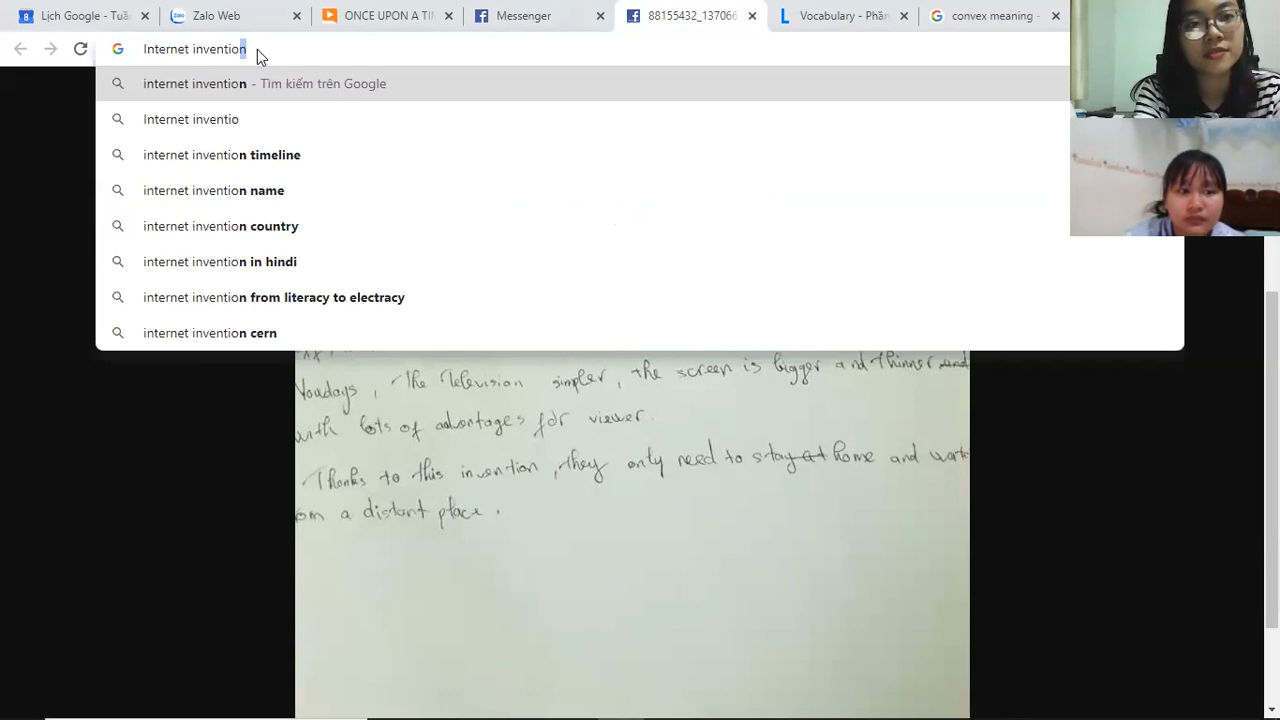 Lịch Google - Tuầ
Zalo Web
ONCE UPON A TI
Messenger
88155432_137066
Vocabulary - Phần
convex meaning -
Internet invention
internet invention - Tìm kiếm trên Google
Internet inventio
internet invention timeline
internet invention name
internet invention country
internet invention in hindi
internet invention from literacy to electracy
internet invention cern
Noadays, The Television simpler, the screen is bigger and thinner and
with lots of advantages for viewer.
Thanks to this invention, they only need to stay at home and work
om a distant place.